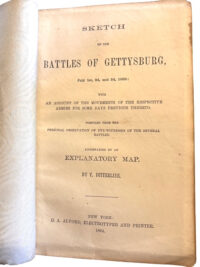 SKETCH
OF THE
BATTLES OF GETTYSBURG,
JULY 1st, 2d, and 3d, 1863:
WITH
AN ACCOUNT OF THE MOVEMENTS OF THE RESPECTIVE
ARMIES FOR SOME DAYS PREVIOUS THERETO.
COMPILED FROM THE
PERSONAL OBSERVATION OF EYE-WITNESSES OF THE SEVERAL
BATTLES.
ACCOMPANIED BY AN
EXPLANATORY MAP.
BY T. DITTERLINE.
NEW YORK:
C. A. ALVORD, ELECTROTYPER AND PRINTER.
1863.